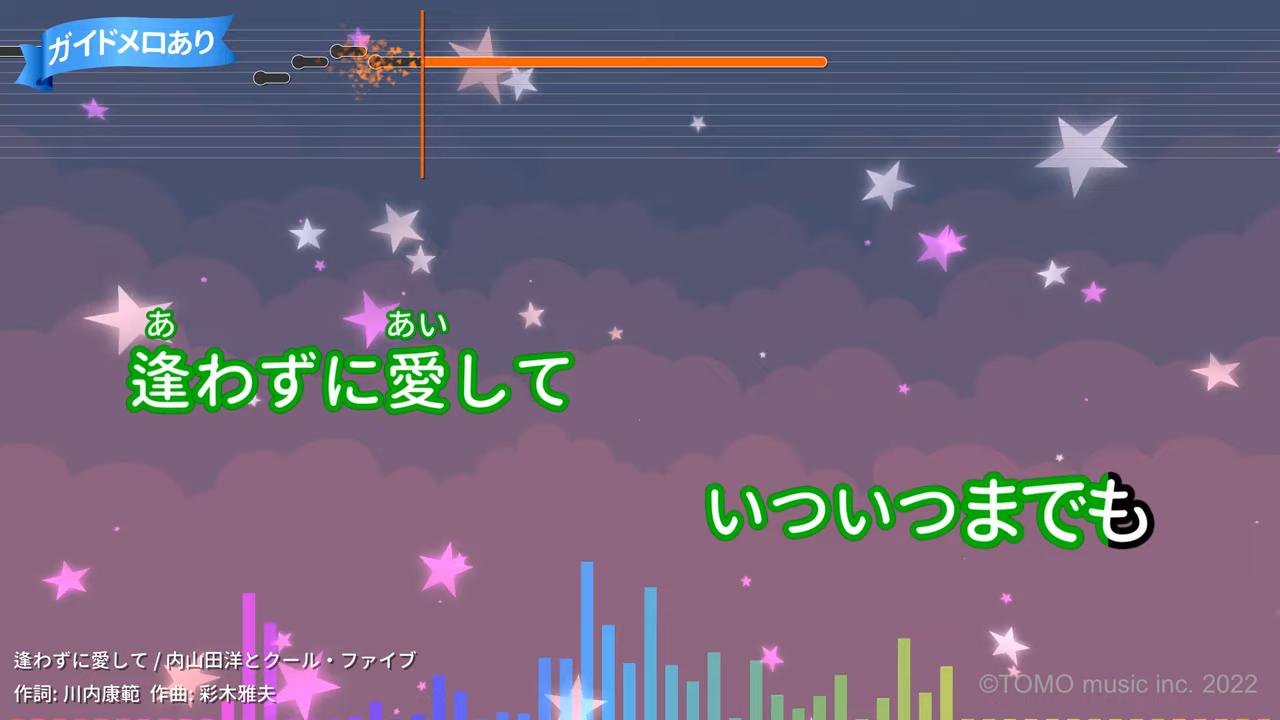 ガイドメロあり
あ あい
逢わずに愛して
いついつまでも
逢わずに愛して / 内山田洋とクール・ファイブ
作詞: 川内康範 作曲: 彩木雅夫
©TOMO music inc. 2022